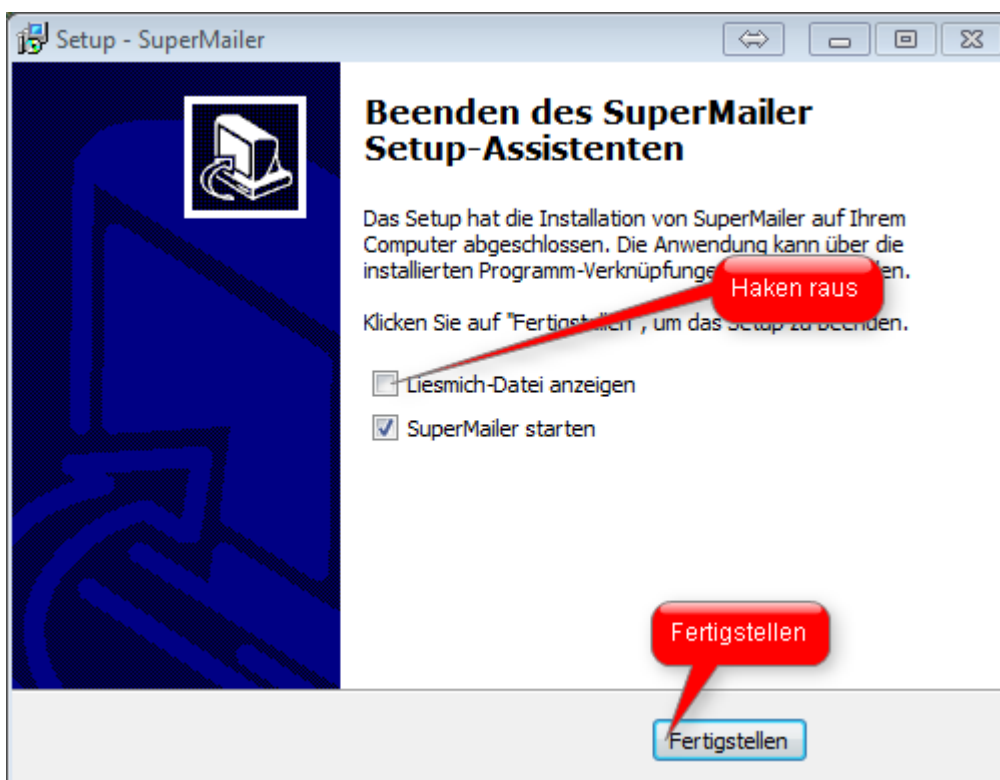 Setup - SuperMailer
Beenden des SuperMailer
Setup-Assistenten
Das Setup hat die Installation von SuperMailer auf Ihrem
Computer abgeschlossen. Die Anwendung kann über die
installierten
Haken raus
Klicken Sie auf "Fertigstellen", um das Setup zu beenden.
Liesmich-Datei anzeigen
SuperMailer starten
Fertigstellen
Fertigstellen